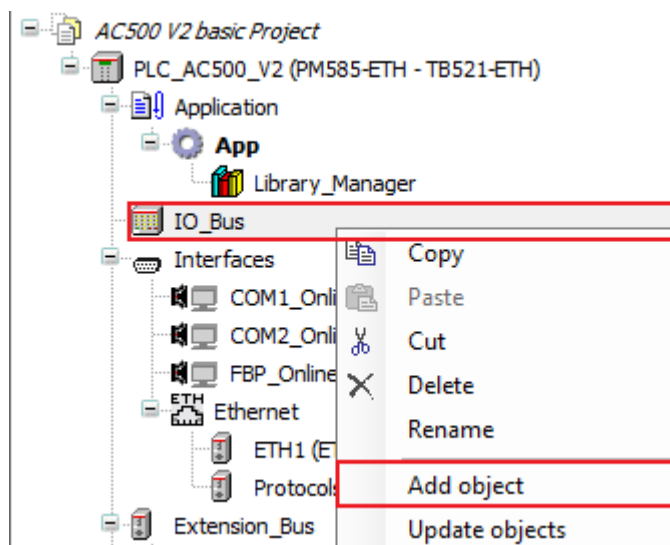 AC500 V2 basic Project
PLC_AC500_V2 (PM585-ETH - TB521-ETH)
Application
App
Library_Manager
IO_Bus
Interfaces
COM1_Onli
COM2_Onli
FBP_Online
ETH
Ethernet
ETH1 (ET
Protocols
Extension_Bus
Copy
Paste
Cut
Delete
Rename
Add object
Update objects